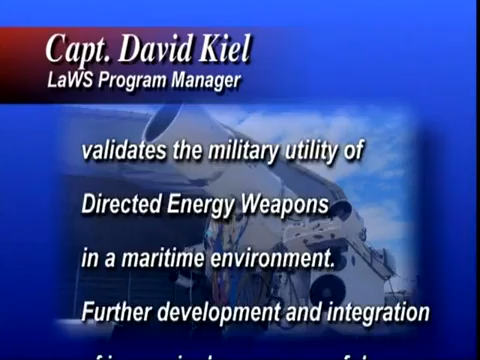 Capt. David Kiel
LaWS Program Manager
validates the military utility of
Directed Energy Weapons
in a maritime environment.
Further development and integration